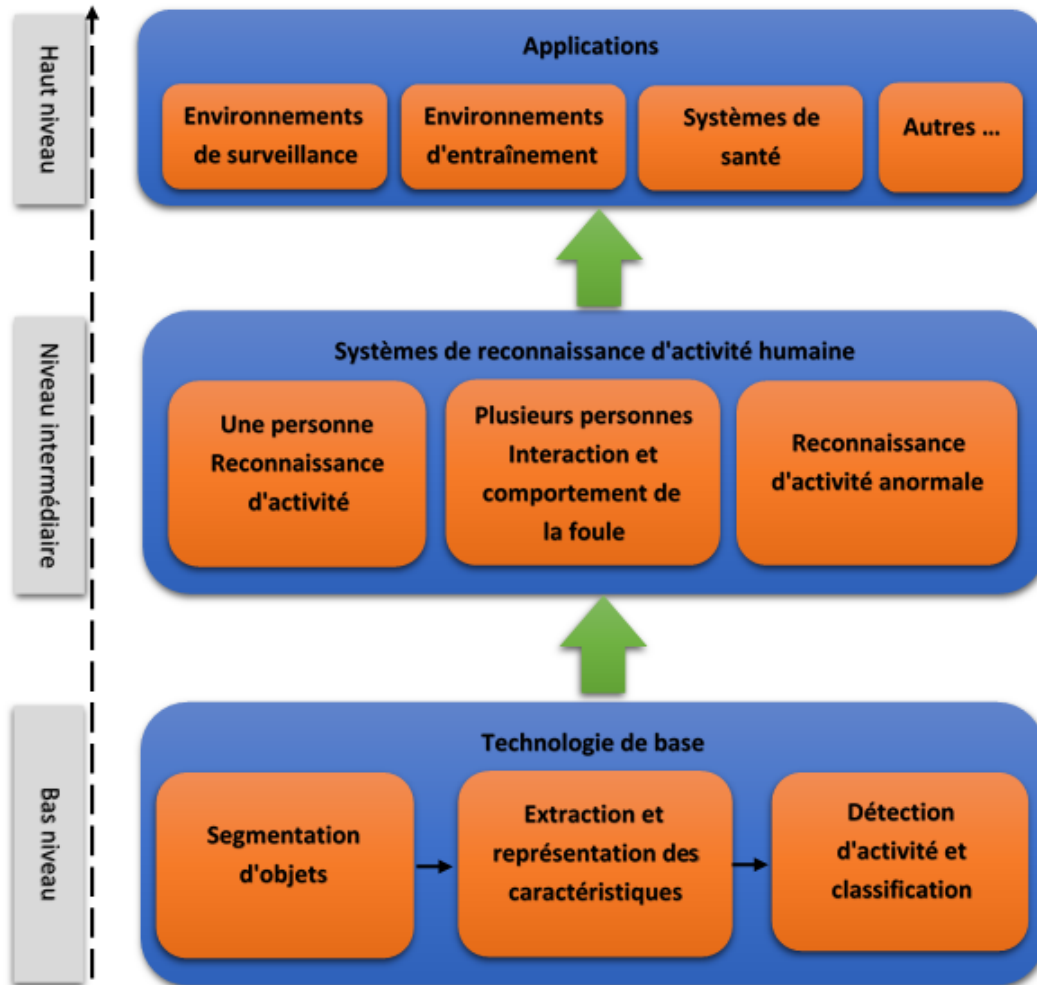 Haut niveau
Applications
Environnements
de surveillance
Environnements
d'entraînement
Systèmes de
santé
Autres ...
Niveau intermédiaire
Systèmes de reconnaissance d'activité humaine
Une personne
Reconnaissance
d'activité
Plusieurs personnes
Interaction et
comportement de
la foule
Reconnaissance
d'activité anormale
Bas niveau
Technologie de base
Segmentation
d'objets
Extraction et
représentation des
caractéristiques
Détection
d'activité et
classification